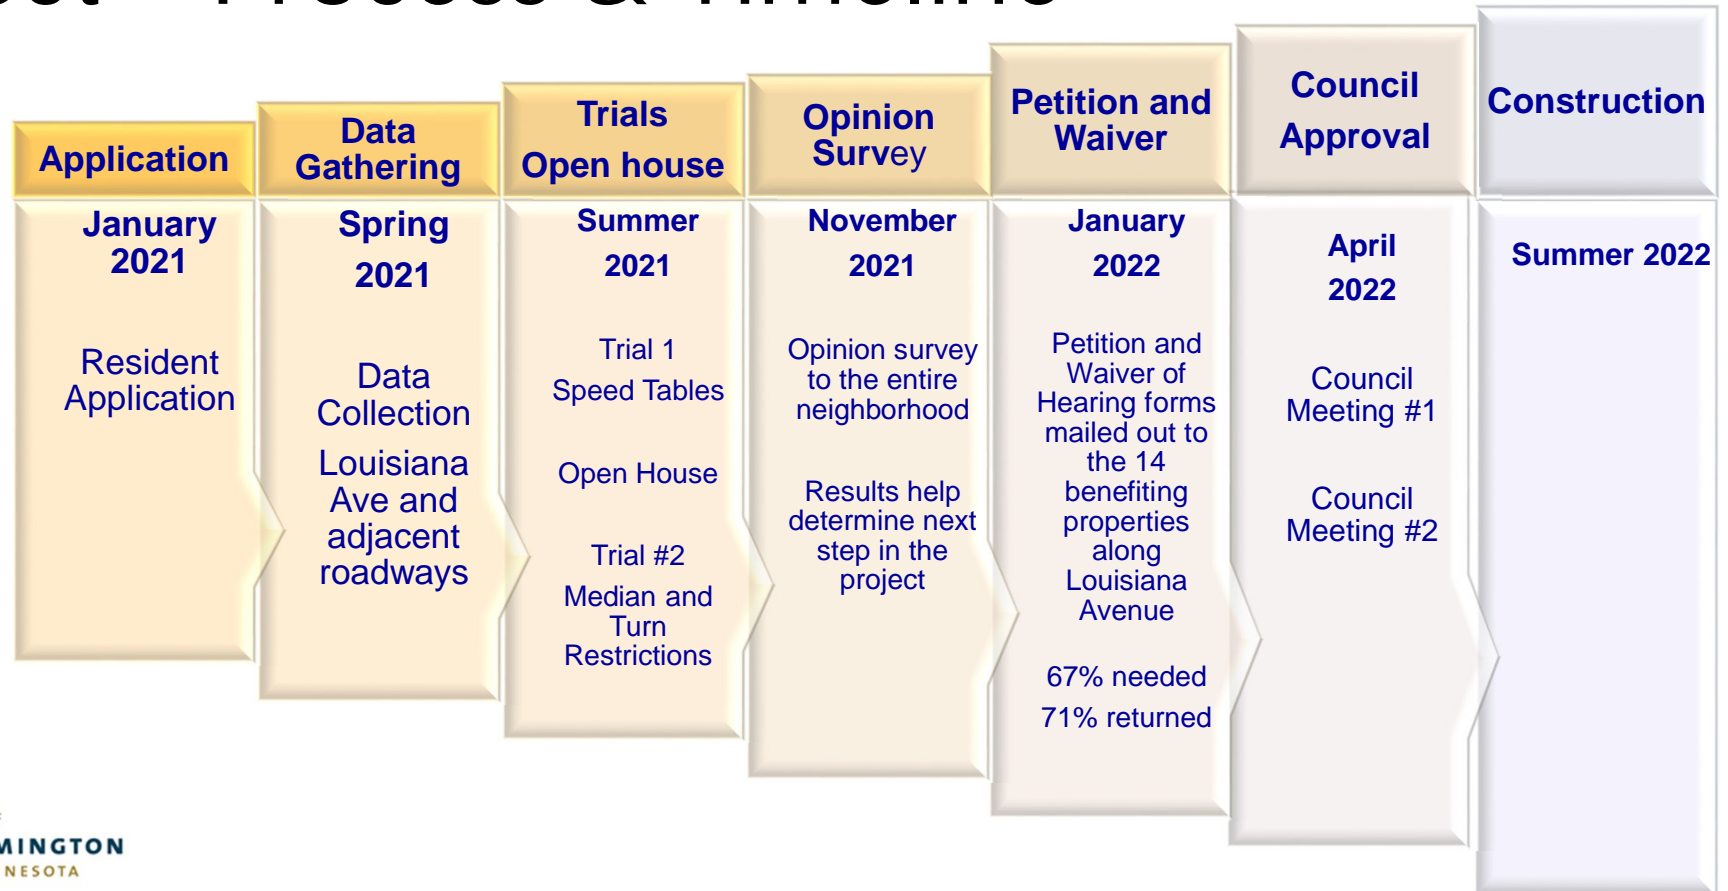 Process & Timeline
Application
January
2021
Resident
Application
Data
Gathering
Spring
2021
Data
Collection
Louisiana
Ave and
adjacent
roadways
Trials
Open house
Summer
2021
Trial 1
Speed Tables
Open House
Trial #2
Median and
Turn
Restrictions
Opinion
Survey
November
2021
Opinion survey
to the entire
neighborhood
Results help
determine next
step in the
project
Petition and
Waiver
January
2022
Petition and
Waiver of
Hearing forms
mailed out to
the 14
benefiting
properties
along
Louisiana
Avenue
67% needed
71% returned
Council
Approval
April
2022
Council
Meeting #1
Council
Meeting #2
Construction
Summer 2022
MINGTON
NESOTA